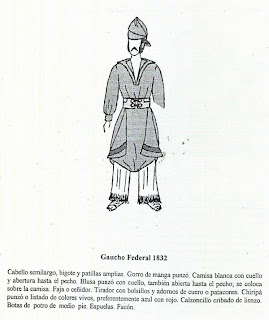 Gaucho Federal 1832
Cabello semilargo, bigote y patillas amplias. Gorro de manga punzó. Camisa blanca con cuello
y abertura hasta el pecho. Blusa punzó con cuello, también abierta hasta el pecho; se coloca
sobre la camisa. Faja o ceñidor. Tirador con bolsillos y adornos de cuero o patacones. Chiripá
punzó o listado de colores vivos, preferentemente azul con rojo. Calzoncillo cribado de lienzo.
Botas de potro de medio pie. Espuelas. Facón.